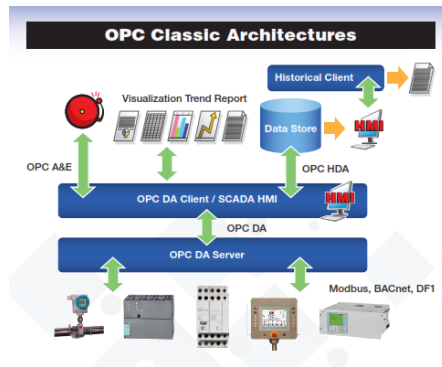 OPC Classic Architectures
Historical Client
Visualization Trend Report
Data Store
HMI
OPC A&E
OPC HDA
OPC DA Client / SCADA HMI
HMI
OPC DA
OPC DA Server
Modbus, BACnet, DF1